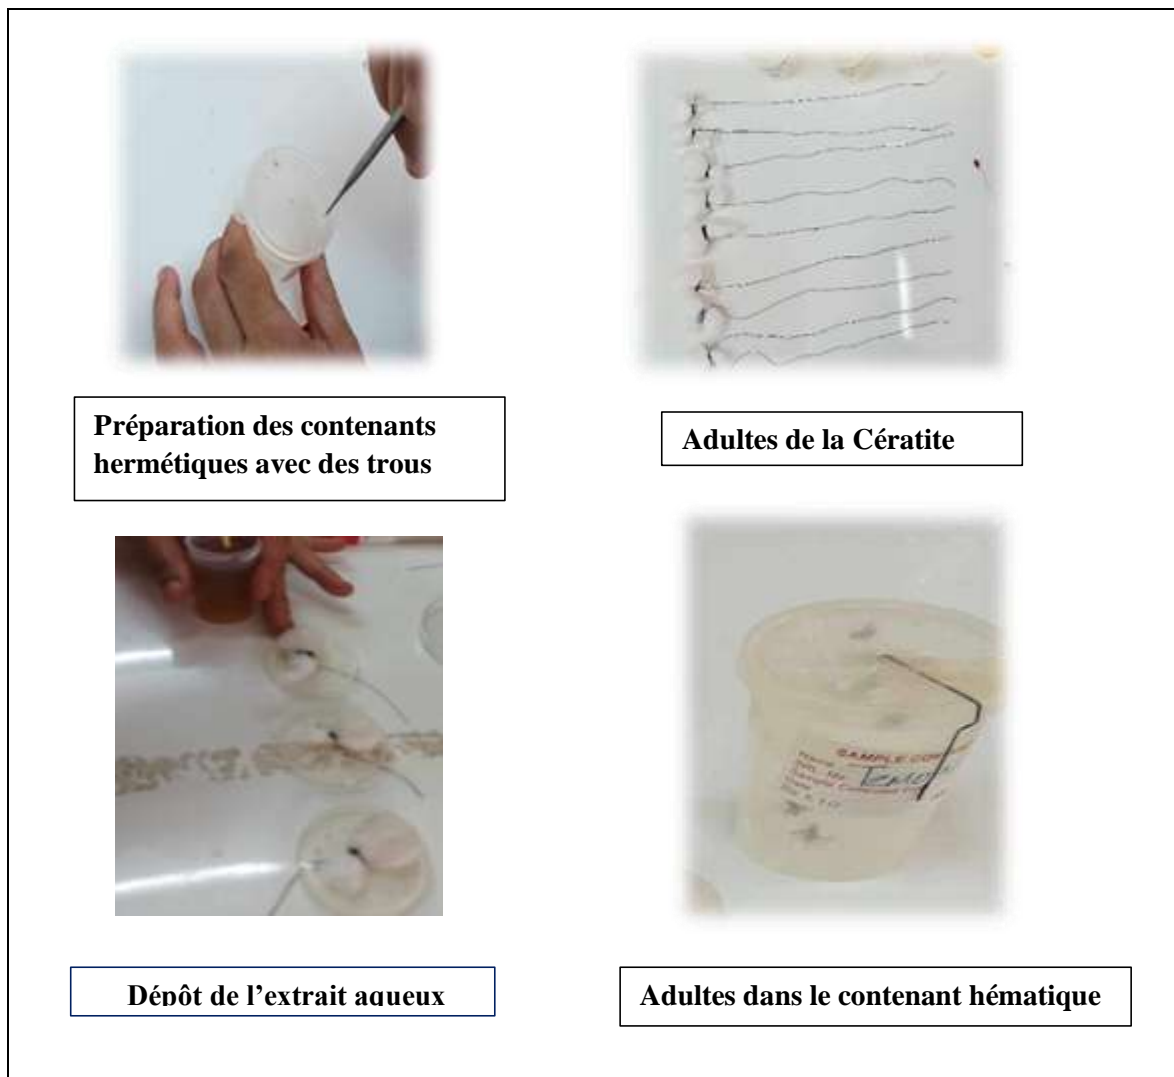 Préparation des contenants
hermétiques avec des trous
Adultes de la Cératite
SAMPLE
Dépôt de l’extrait aqueux
Adultes dans le contenant hématique